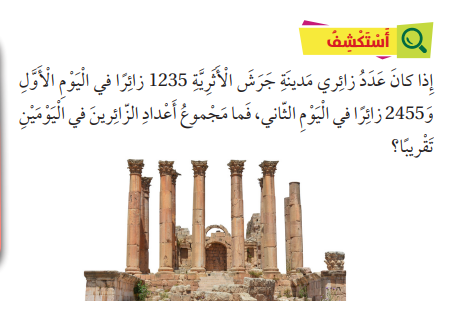 أَسْتَكْشِفُ
إِذا كانَ عَدَدُ زائِري مَدينَةِ جَرَشَ الْأَثَرِيَّةِ 1235 زائِرًا في الْيَوْمِ الْأَوَّلِ
وَ2455 زائِرًا في الْيَوْمِ الثّاني، فَما مَجْموعُ أَعْدادِ الزّائِرينَ في الْيَوْمَيْنِ
تَقْريبًا؟